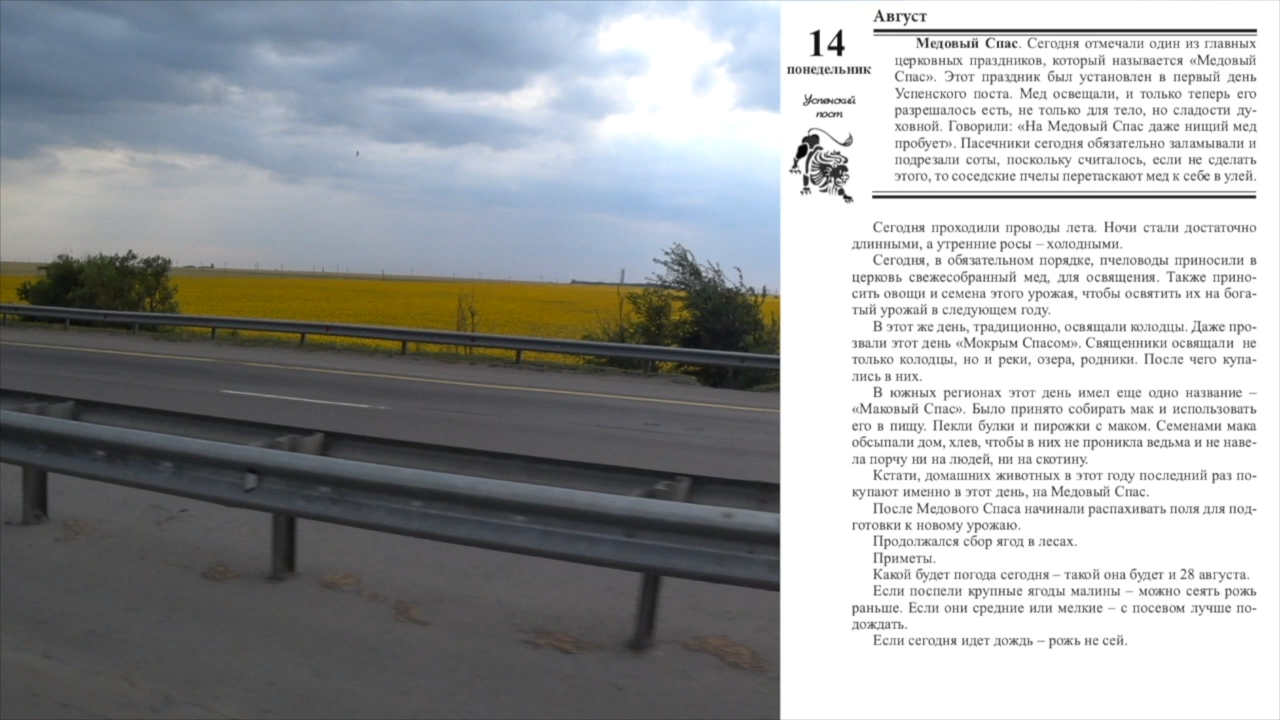 Август
14
понедельник
Успенский
пост
Медовый Спас. Сегодня отмечали один из главных
церковных праздников, который называется «Медовый
Спас». Этот праздник был установлен в первый день
Успенского поста. Мед освещали, и только теперь его
разрешалось есть, не только для тело, но сладости ду-
ховной. Говорили: «На Медовый Спас даже нищий мед
пробует». Пасечники сегодня обязательно заламывали и
подрезали соты, поскольку считалось, если не сделать
этого, то соседские пчелы перетаскают мед к себе в улей.
Сегодня проходили проводы лета. Ночи стали достаточно
длинными, а утренние росы – холодными.
Сегодня, в обязательном порядке, пчеловоды приносили в
церковь свежесобранный мед, для освящения. Также прино-
сить овощи и семена этого урожая, чтобы освятить их на бога-
тый урожай в следующем году.
В этот же день, традиционно, освящали колодцы. Даже про-
звали этот день «Мокрым Спасом». Священники освящали не
только колодцы, но и реки, озера, родники. После чего купа-
лись в них.
В южных регионах этот день имел еще одно название –
«Маковый Спас». Было принято собирать мак и использовать
его в пищу. Пекли булки и пирожки с маком. Семенами мака
обсыпали дом, хлев, чтобы в них не проникла ведьма и не наве-
ла порчу ни на людей, ни на скотину.
Кстати, домашних животных в этот году последний раз по-
купают именно в этот день, на Медовый Спас.
После Медового Спаса начинали распахивать поля для под-
готовки к новому урожаю.
Продолжался сбор ягод в лесах.
Приметы.
Какой будет погода сегодня – такой она будет и 28 августа.
Если поспели крупные ягоды малины – можно сеять рожь
раньше. Если они средние или мелкие – с посевом лучше по-
дождать.
Если сегодня идет дождь – рожь не сей.